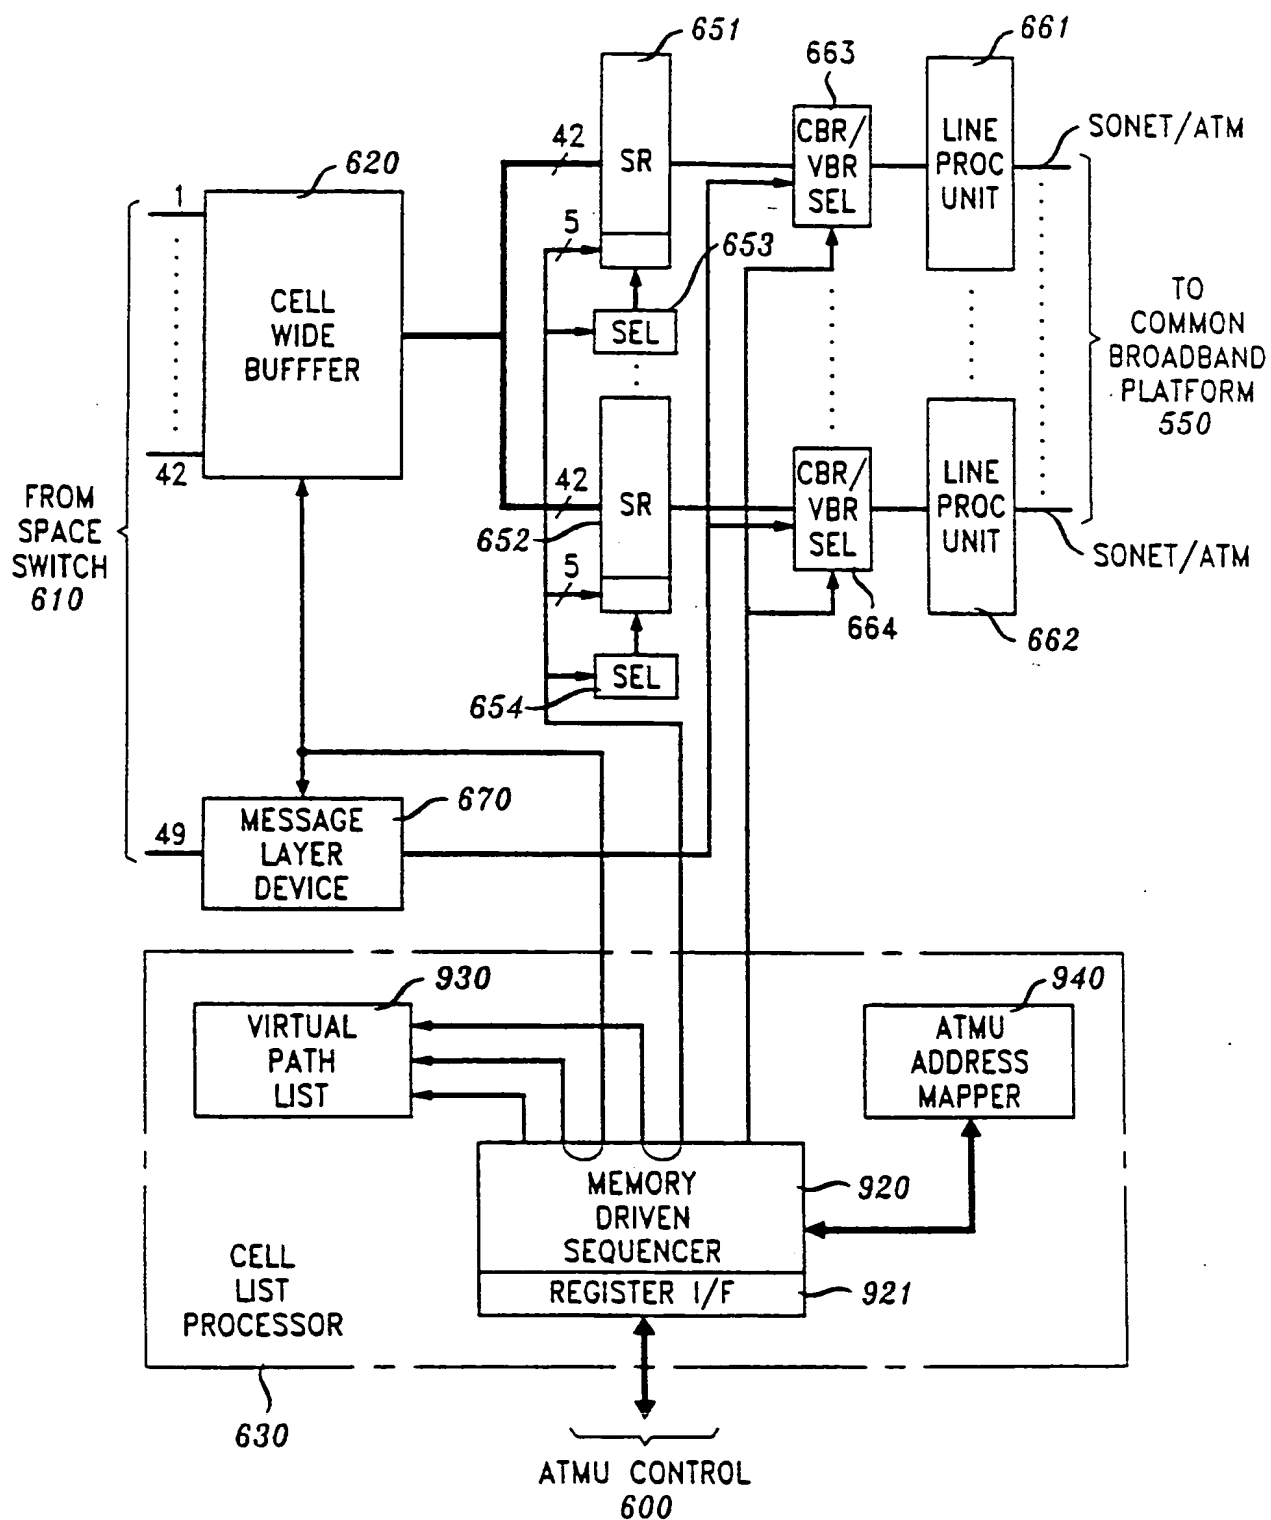 651
661
663
620
1
CELL
WIDE
BUFFFER
42
FROM
SPACE
SWITCH
610
42
SR
5
653
SEL
CBR/
VBR
SEL
LINE
PROC
UNIT
SONET/ATM
TO
COMMON
BROADBAND
PLATFORM
550
42
SR
652
5
SEL
654
CBR/
VBR
SEL
664
LINE
PROC
UNIT
662
SONET/ATM
49
MESSAGE
LAYER
DEVICE
670
930
VIRTUAL
PATH
LIST
940
ATMU
ADDRESS
MAPPER
MEMORY
DRIVEN
SEQUENCER
920
REGISTER I/F
921
CELL
LIST
PROCESSOR
630
ATMU CONTROL
600